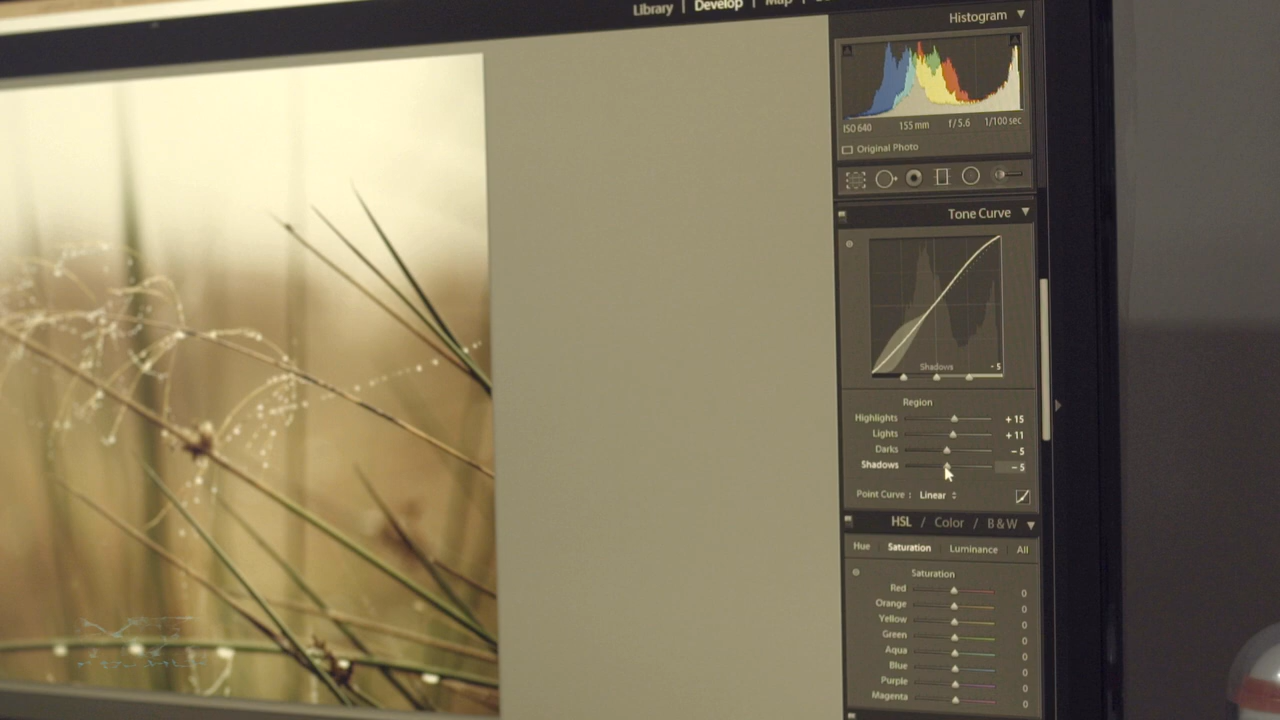 Library | Develop | Map
Histogram
ISO 640 155 mm f/5.6 1/100 sec
Original Photo
Tone Curve
Shadows - 5
Region
Highlights + 15
Lights + 11
Darks - 5
Shadows - 5
Point Curve : Linear
HSL / Color / B & W
Hue Saturation Luminance All
Saturation
Red 0
Orange 0
Yellow 0
Green 0
Aqua 0
Blue 0
Purple 0
Magenta 0